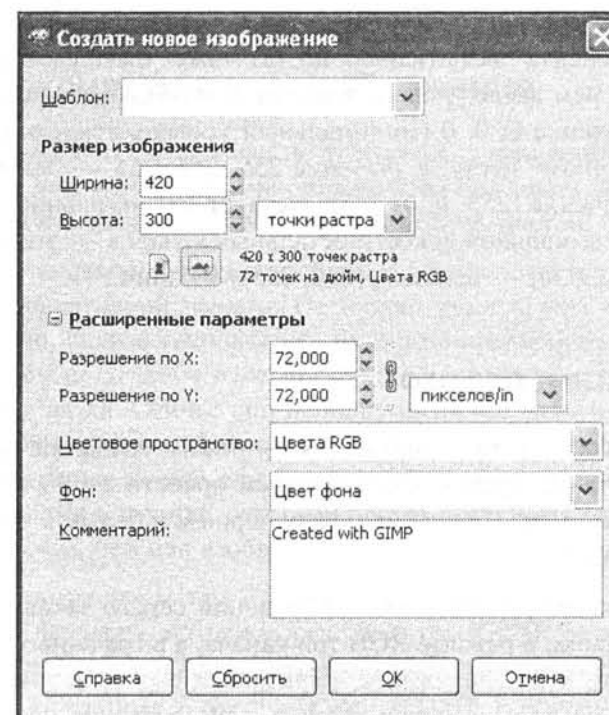 Создать новое изображение
Шаблон:
Размер изображения
Ширина: 420
Высота: 300 точки растра
420 x 300 точек растра
72 точек на дюйм, Цвета RGB
Расширенные параметры
Разрешение по X: 72,000
Разрешение по Y: 72,000 пикселов/in
Цветовое пространство: Цвета RGB
Фон: Цвет фона
Комментарий: Created with GIMP
Справка Сбросить OK Отмена